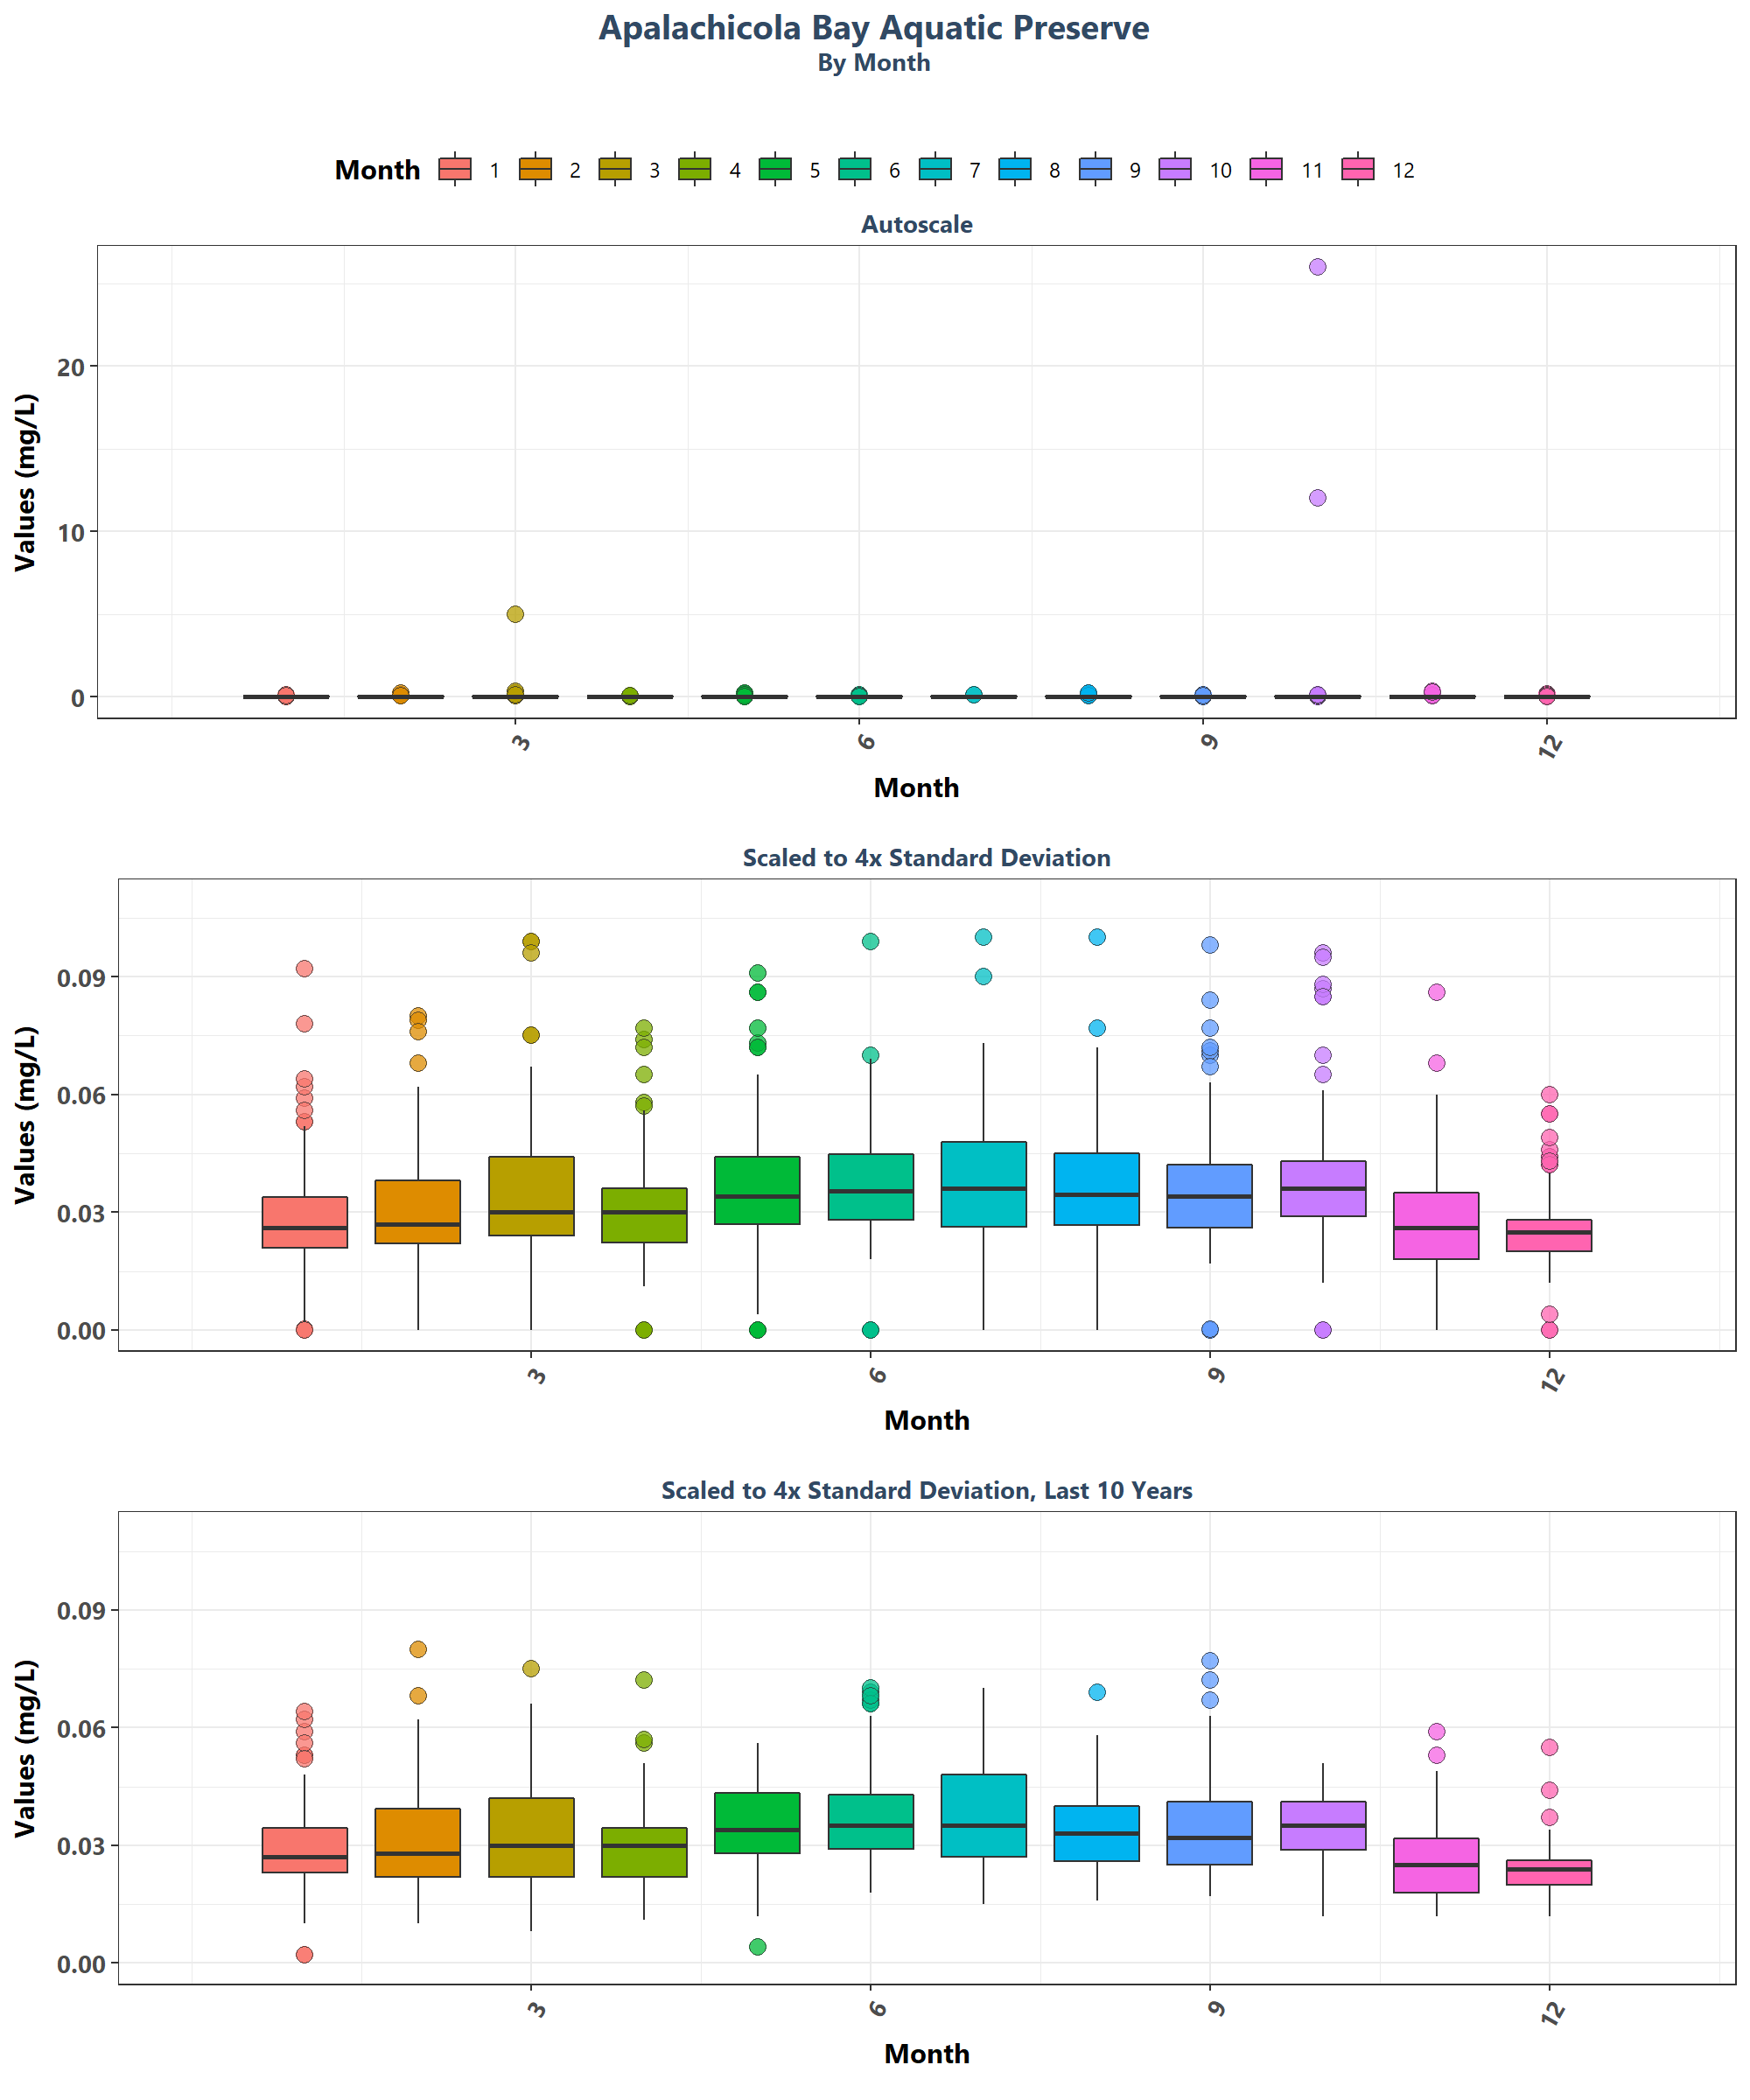 Apalachicola Bay Aquatic Preserve
By Month
Month 1 2 3 4 5 6 7 8 9 10 11 12
Autoscale
Values (mg/L)
20
10
0
3 6 9 12
Month
Scaled to 4x Standard Deviation
Values (mg/L)
0.09
0.06
0.03
0.00
3 6 9 12
Month
Scaled to 4x Standard Deviation, Last 10 Years
Values (mg/L)
0.09
0.06
0.03
0.00
3 6 9 12
Month